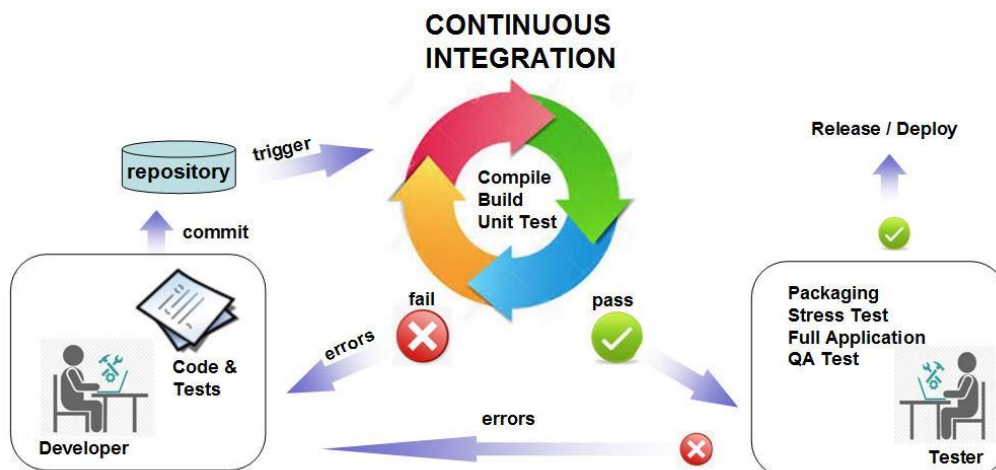 CONTINUOUS
INTEGRATION
repository
trigger
Compile
Build
Unit Test
Release / Deploy
commit
Code &
Tests
Developer
fail
errors
pass
Packaging
Stress Test
Full Application
QA Test
Tester
errors